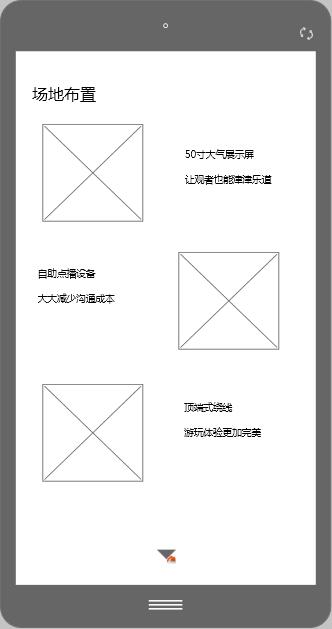 场地布置
50寸大气展示屏
让观者也能津津乐道
自助点播设备
大大减少沟通成本
顶端式绕线
游玩体验更加完美